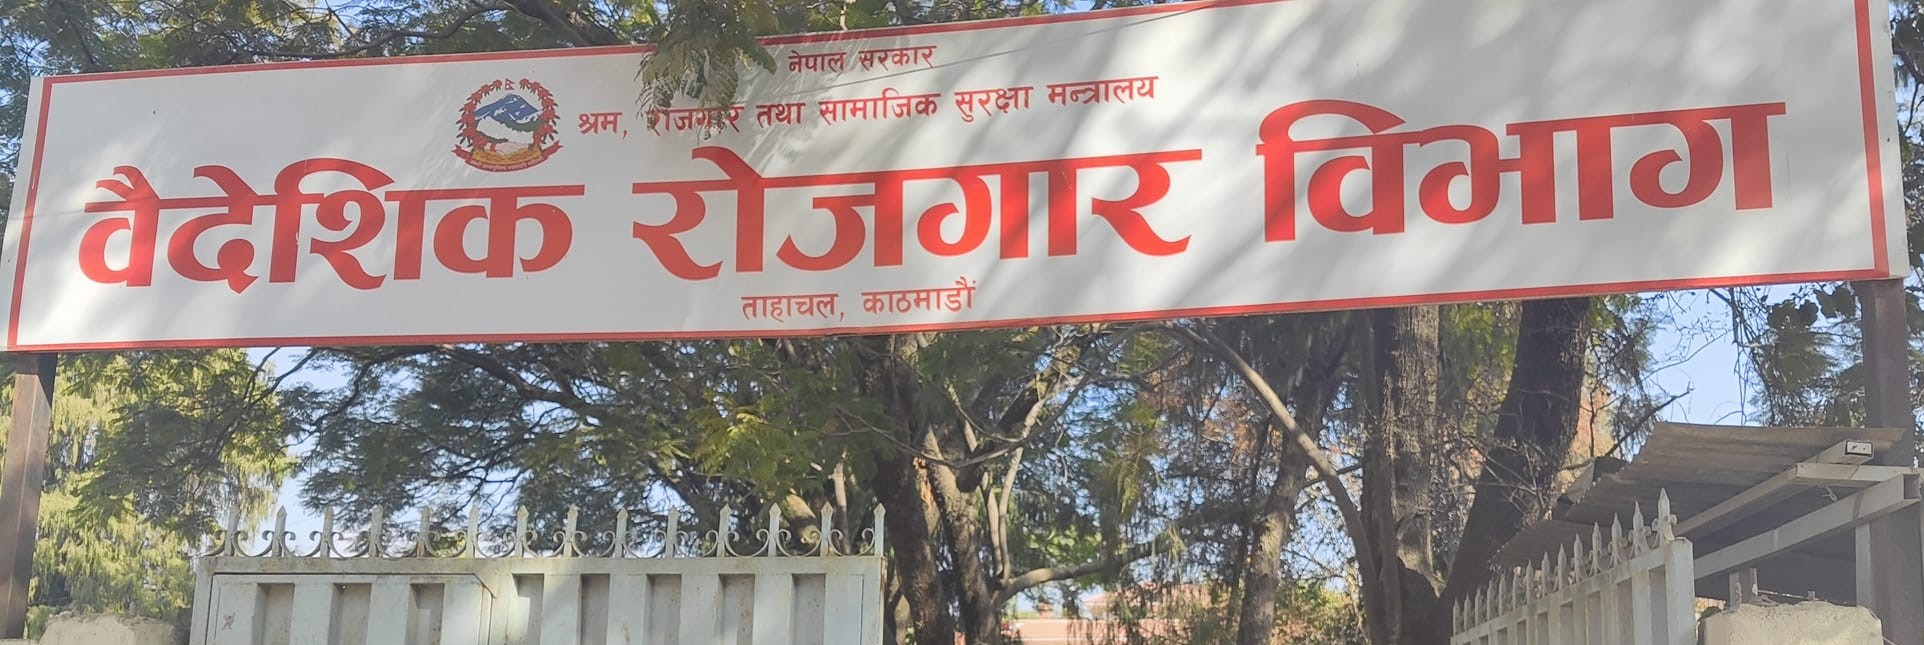 नेपाल सरकार
श्रम, रोजगार तथा सामाजिक सुरक्षा मन्त्रालय
वैदेशिक रोजगार विभाग
ताहाचल, काठमाडौं